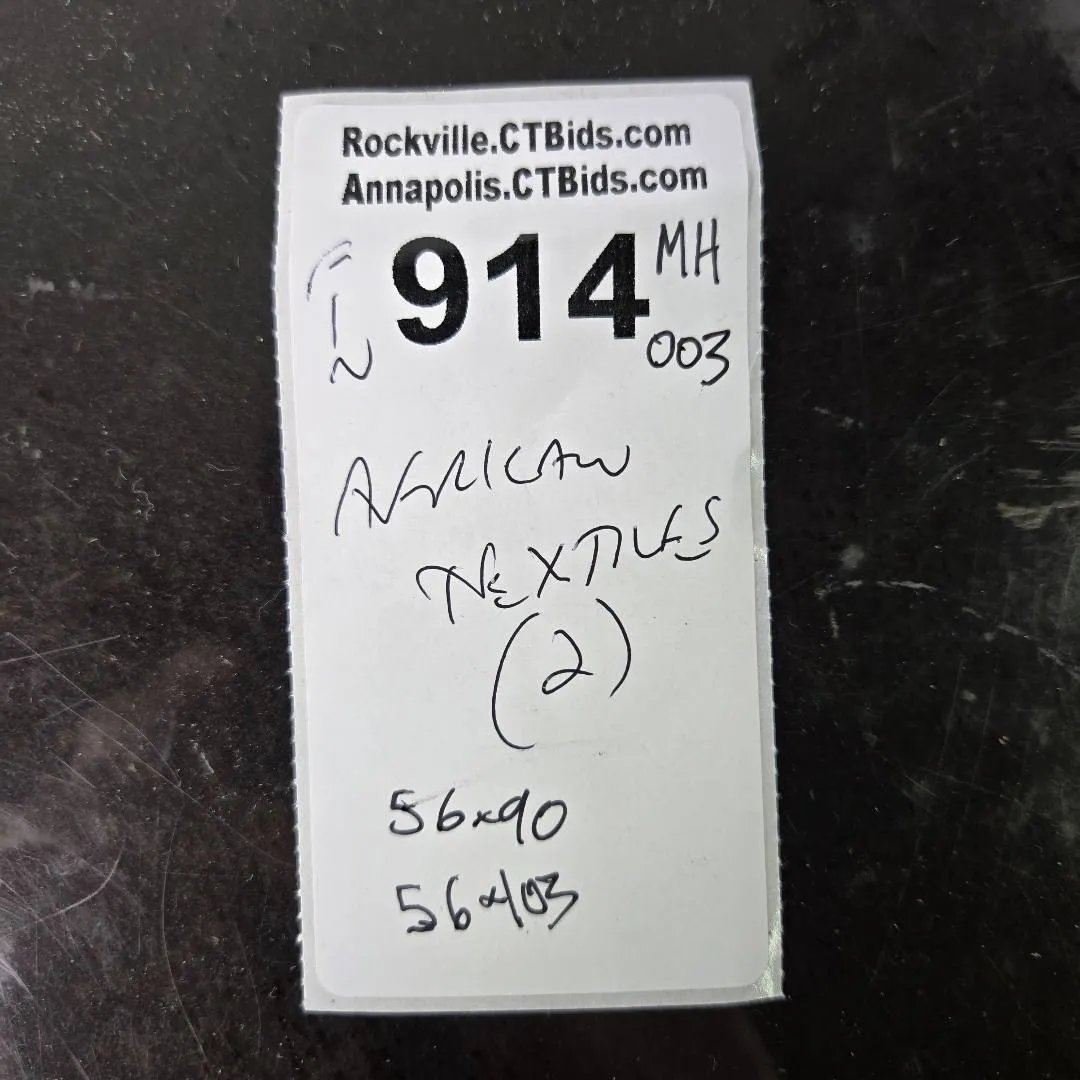 Rockville.CTBids.com
Annapolis.CTBids.com
914 MH
003
AFRICAN
TEXTILES
(2)
56x90
56x103